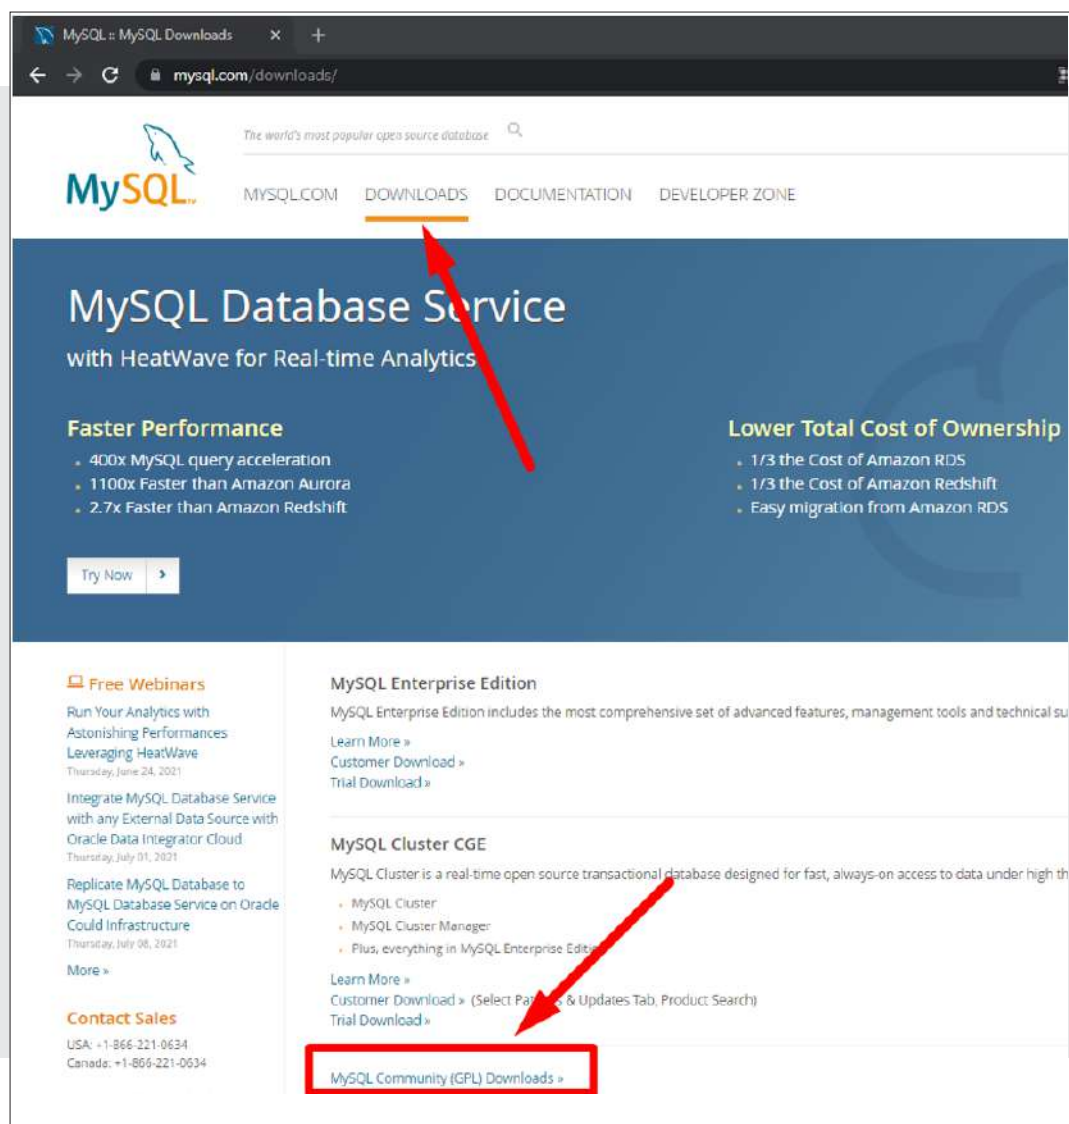 MySQL :: MySQL Downloads
mysql.com/downloads/
The world's most popular open source database
MySQL
MYSQL.COM DOWNLOADS DOCUMENTATION DEVELOPER ZONE
MySQL Database Service
with HeatWave for Real-time Analytics
Faster Performance
400x MySQL query acceleration
1100x Faster than Amazon Aurora
2.7x Faster than Amazon Redshift
Lower Total Cost of Ownership
1/3 the Cost of Amazon RDS
1/3 the Cost of Amazon Redshift
Easy migration from Amazon RDS
Try Now
Free Webinars
Run Your Analytics with
Astonishing Performances
Leveraging HeatWave
Thursday, June 24, 2021
Integrate MySQL Database Service
with any External Data Source with
Oracle Data Integrator Cloud
Thursday, July 01, 2021
Replicate MySQL Database to
MySQL Database Service on Oracle
Could Infrastructure
Thursday, July 08, 2021
More »
Contact Sales
USA: +1-866-221-0634
Canada: +1-866-221-0634
MySQL Enterprise Edition
MySQL Enterprise Edition includes the most comprehensive set of advanced features, management tools and technical su
Learn More »
Customer Download »
Trial Download »
MySQL Cluster CGE
MySQL Cluster is a real-time open source transactional database designed for fast, always-on access to data under high th
MySQL Cluster
MySQL Cluster Manager
Plus, everything in MySQL Enterprise Edition
Learn More »
Customer Download » (Select Patches & Updates Tab, Product Search)
Trial Download »
MySQL Community (GPL) Downloads »